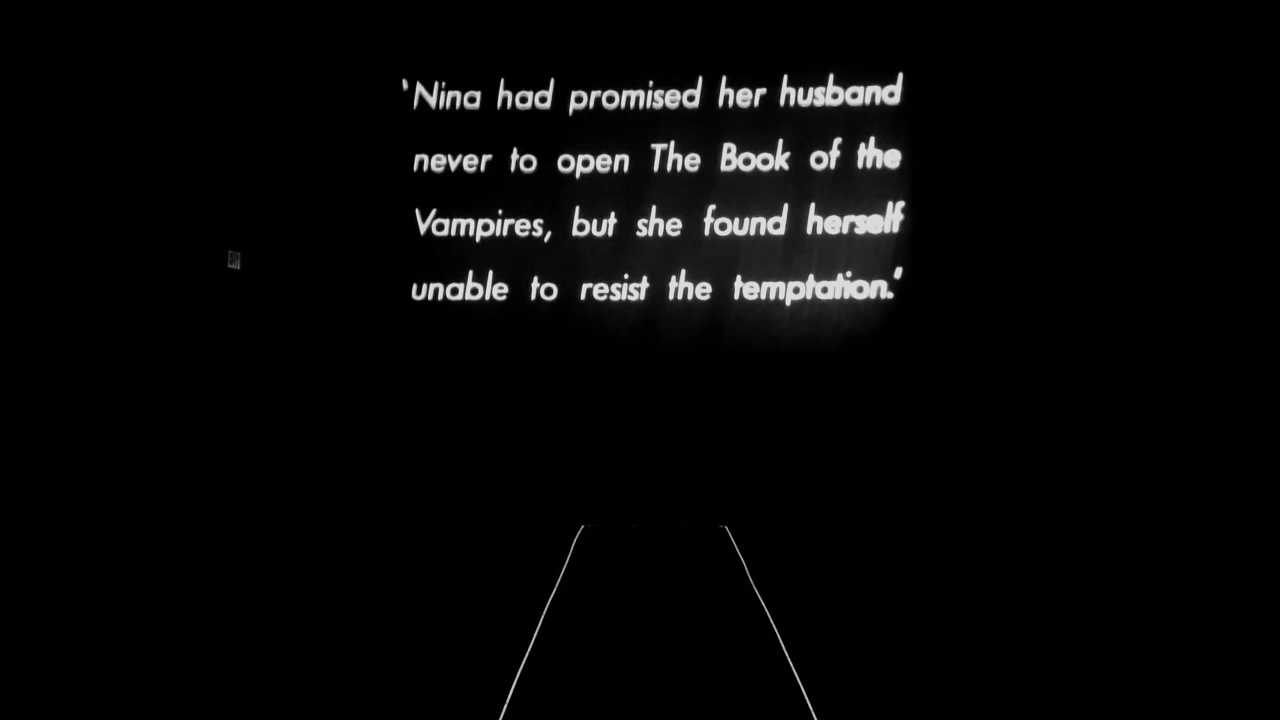 'Nina had promised her husband
never to open The Book of the
Vampires, but she found herself
unable to resist the temptation.'